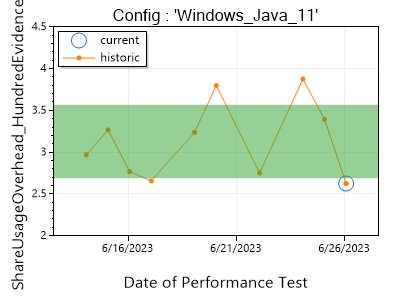 Config : 'Windows_Java_11'
ShareUsageOverhead_HundredEvidence
current
historic
4.5
4
3.5
3
2.5
2
6/16/2023
6/21/2023
6/26/2023
Date of Performance Test